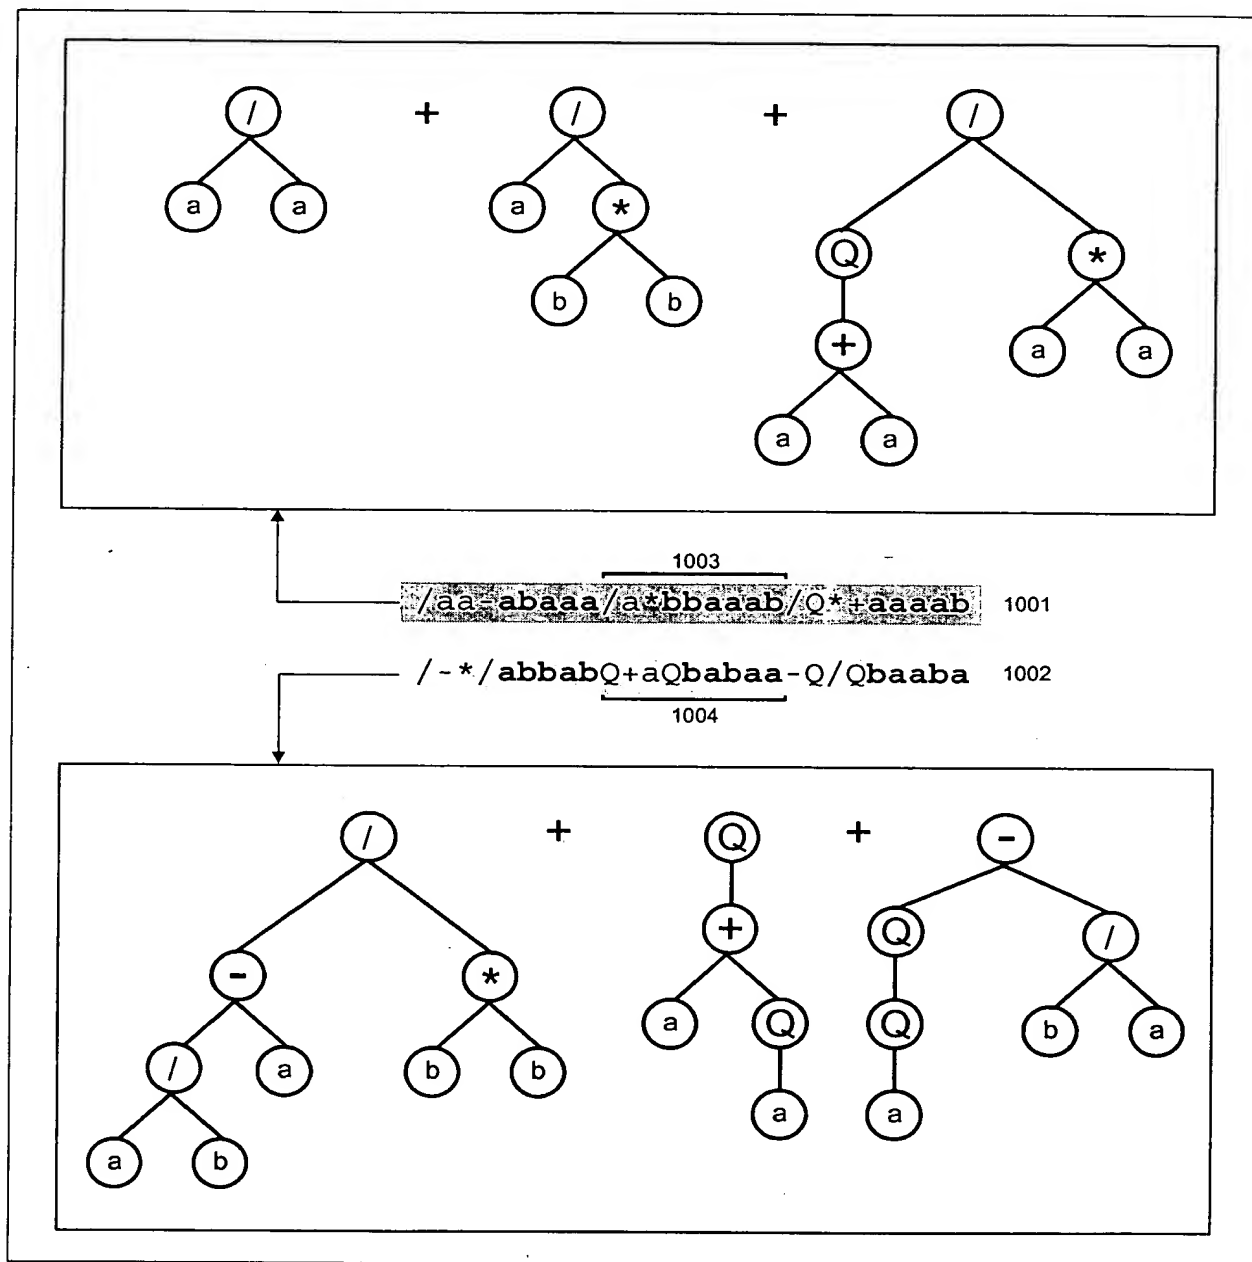 / + / + /
a a a *
Q *
b b
+ a a
a a
1003
/aa-abaaa/a*bbaaab/Q*+aaaab 1001
/-*/abbabQ+aQbabaa-Q/Qbaaba 1002
1004
/ + Q + -
+ Q /
- *
a Q Q b a
/ a b b
a a
a b